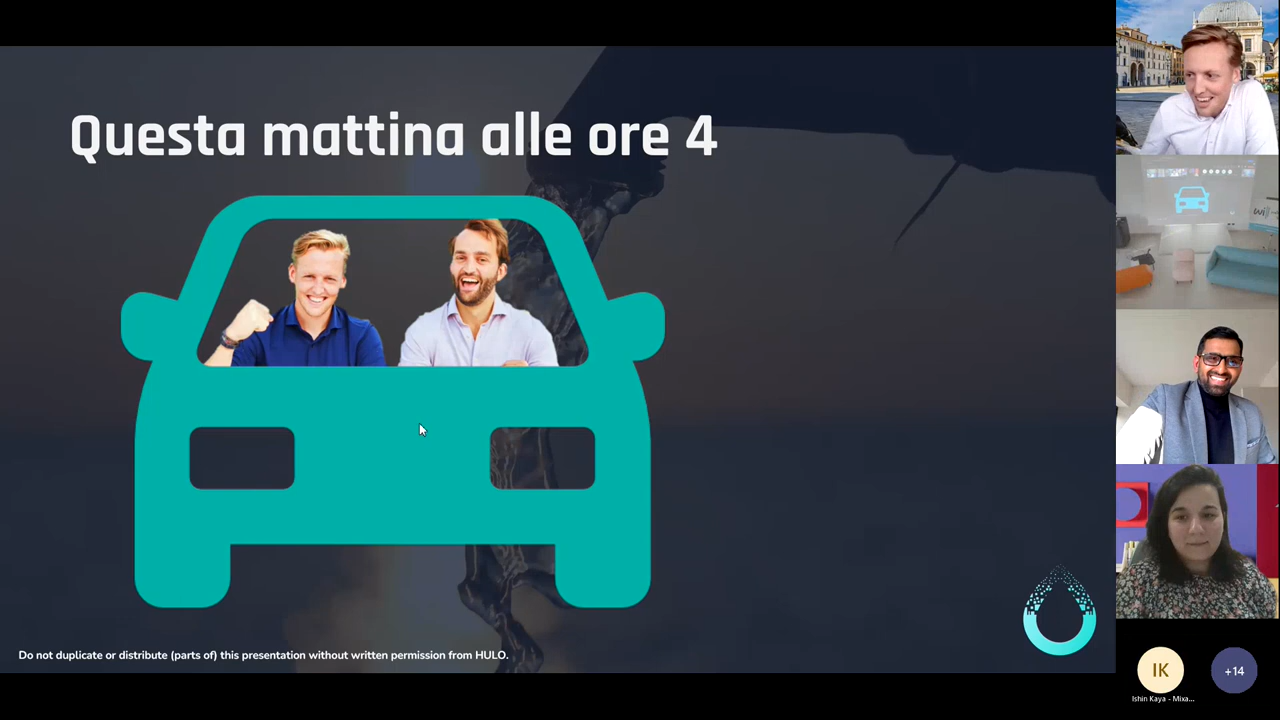 Questa mattina alle ore 4
Do not duplicate or distribute (parts of) this presentation without written permission from HULO.
IK
+14
Ishin Kaya - Mixa...